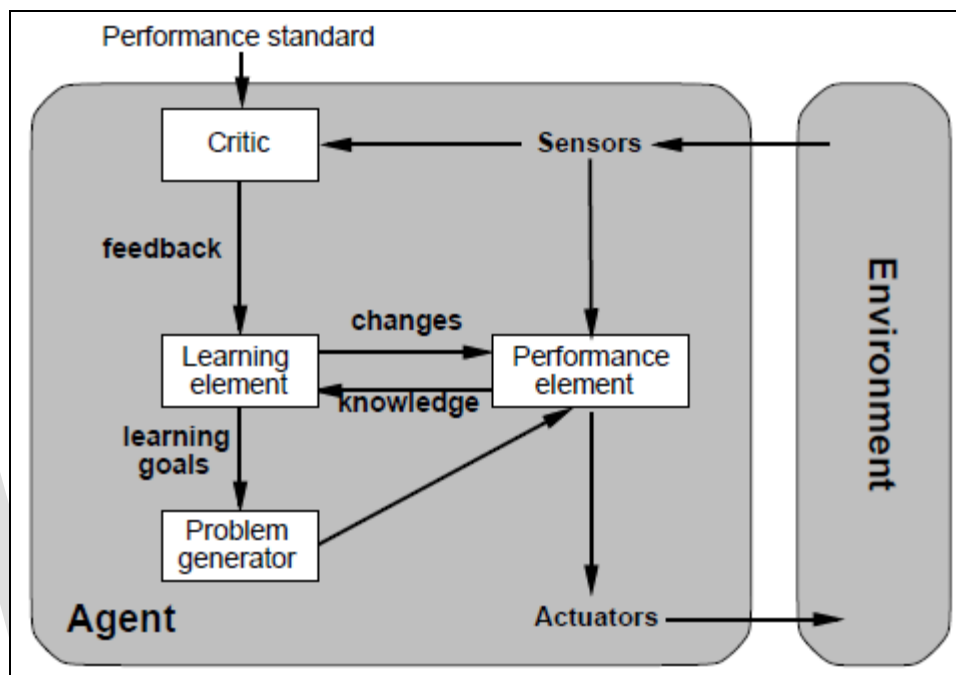 Performance standard
Critic
Sensors
feedback
changes
Learning
element
Performance
element
knowledge
learning
goals
Problem
generator
Agent
Actuators
Environment